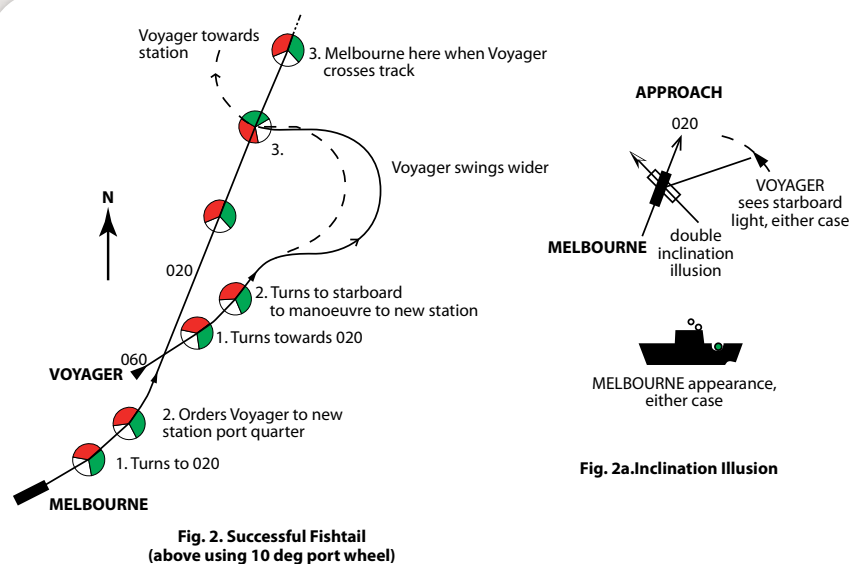 Voyager towards
station
3. Melbourne here when Voyager
crosses track
3.
Voyager swings wider
N
020
2. Turns to starboard
to manoeuvre to new station
1. Turns towards 020
060
VOYAGER
2. Orders Voyager to new
station port quarter
1. Turns to 020
MELBOURNE
Fig. 2. Successful Fishtail
(above using 10 deg port wheel)
APPROACH
020
VOYAGER
sees starboard
light, either case
MELBOURNE
double
inclination
illusion
MELBOURNE appearance,
either case
Fig. 2a.Inclination Illusion